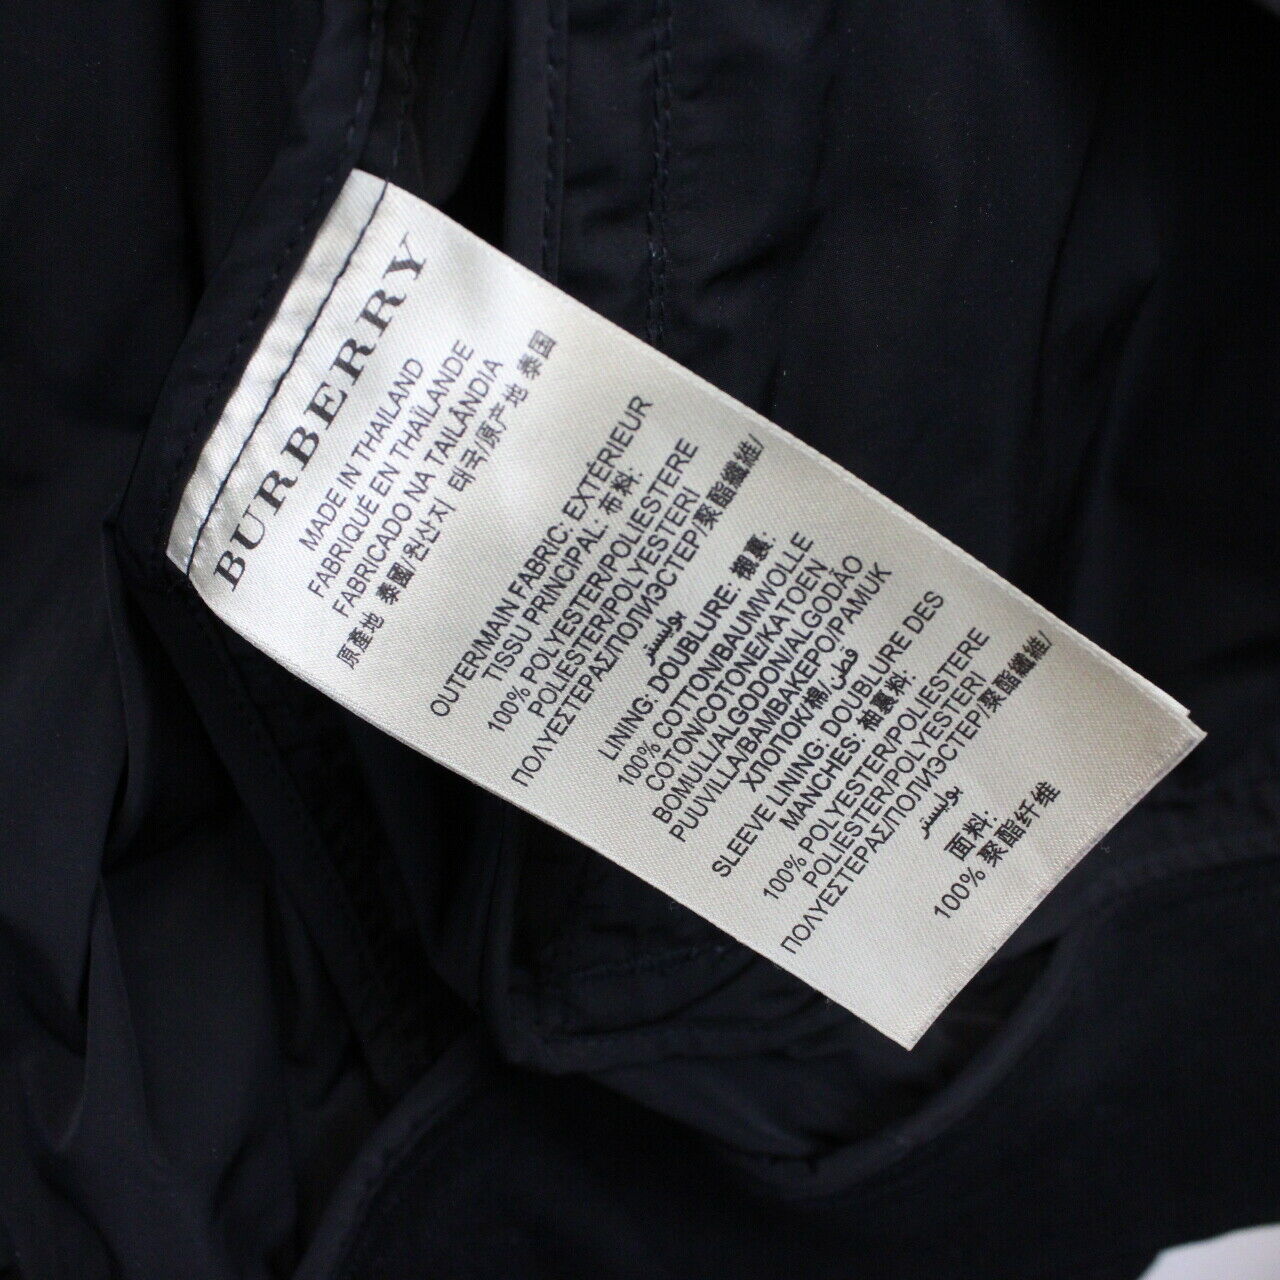 BURBERRY
MADE IN THAILAND
FABRIQUÉ EN THAÏLANDE
FABRICADO NA TAILÂNDIA
原產地 泰國/원산지 태국/原产地 泰国
OUTER/MAIN FABRIC: EXTÉRIEUR
TISSU PRINCIPAL: 布料:
100% POLYESTER/POLIESTERE
POLIESTER/POLYESTERI
ΠΟΛΥΕΣΤΕΡΑΣ/ПОЛИЭСТЕР/聚酯纖維/
بوليستر
LINING: DOUBLURE: 襯裏:
100% COTTON/BAUMWOLLE
COTON/COTONE/KATOEN
BOMULL/ALGODON/ALGODÃO
PUUVILLA/BAMBAKEPO/PAMUK
ХЛОПОК/棉/قطن
SLEEVE LINING: DOUBLURE DES
MANCHES: 袖裏料:
100% POLYESTER/POLIESTERE
POLIESTER/POLYESTERI
ΠΟΛΥΕΣΤΕΡΑΣ/ПОЛИЭСТЕР/聚酯纖維/
بوليستر
面料:
100% 聚酯纤维